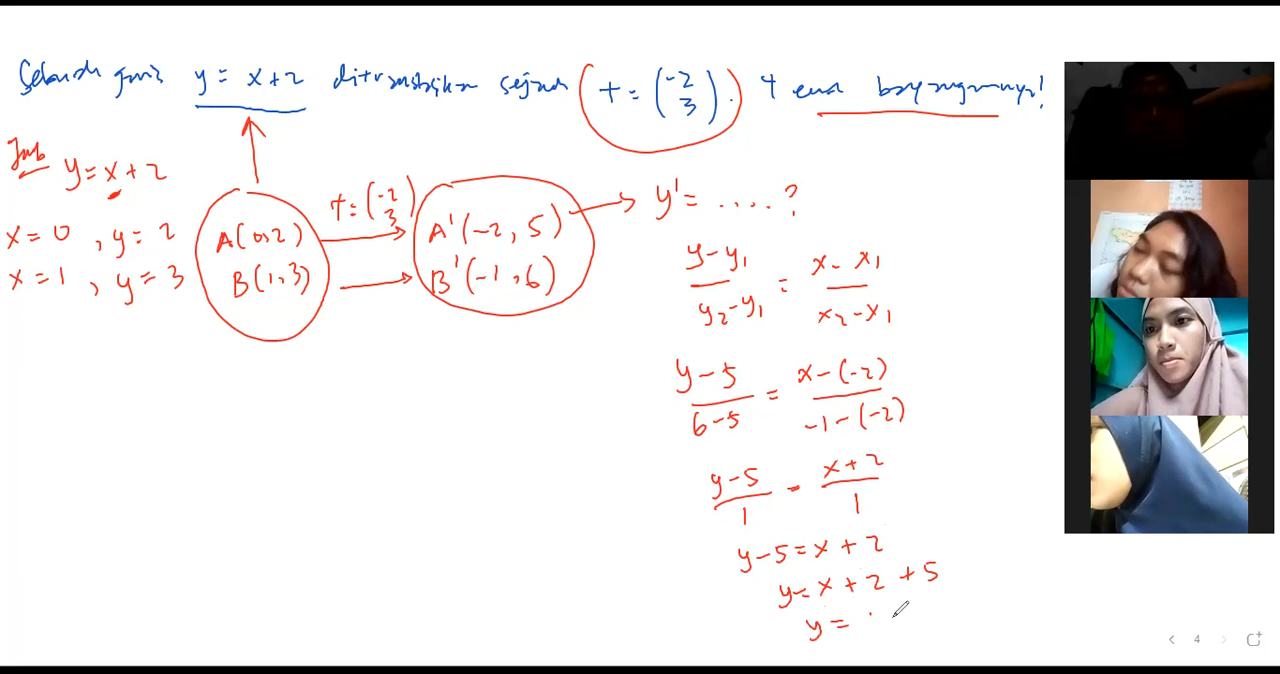 Sebuah garis y = x+2 ditranslasikan sejauh (t = (-2 3). Tentukan bayangannya!
Jwb
y = x + 2
x = 0 , y = 2
x = 1 , y = 3
A(0,2)
B(1,3)
t = (-2 3)
A'(-2, 5)
B'(-1, 6)
y' = ....?
y - y1 / y2 - y1 = x - x1 / x2 - x1
y - 5 / 6 - 5 = x - (-2) / -1 - (-2)
y - 5 / 1 = x + 2 / 1
y - 5 = x + 2
y = x + 2 + 5
y =
4